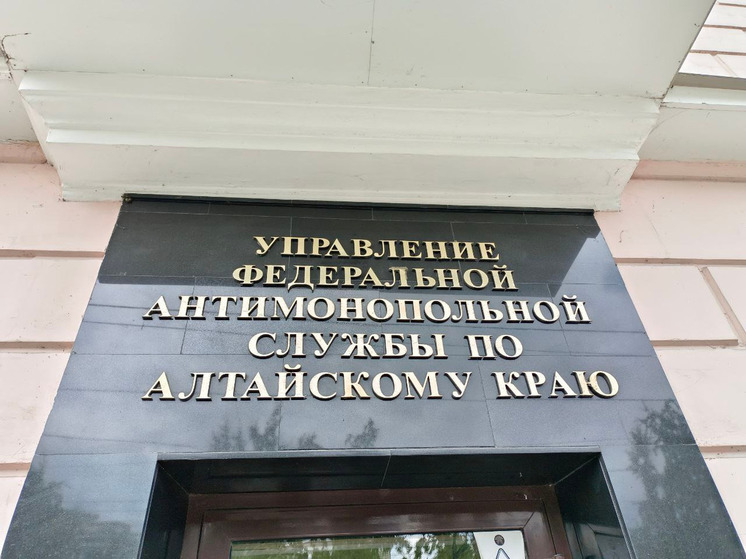 УПРАВЛЕНИЕ
ФЕДЕРАЛЬНОЙ
АНТИМОНОПОЛЬНОЙ
СЛУЖБЫ ПО
АЛТАЙСКОМУ КРАЮ